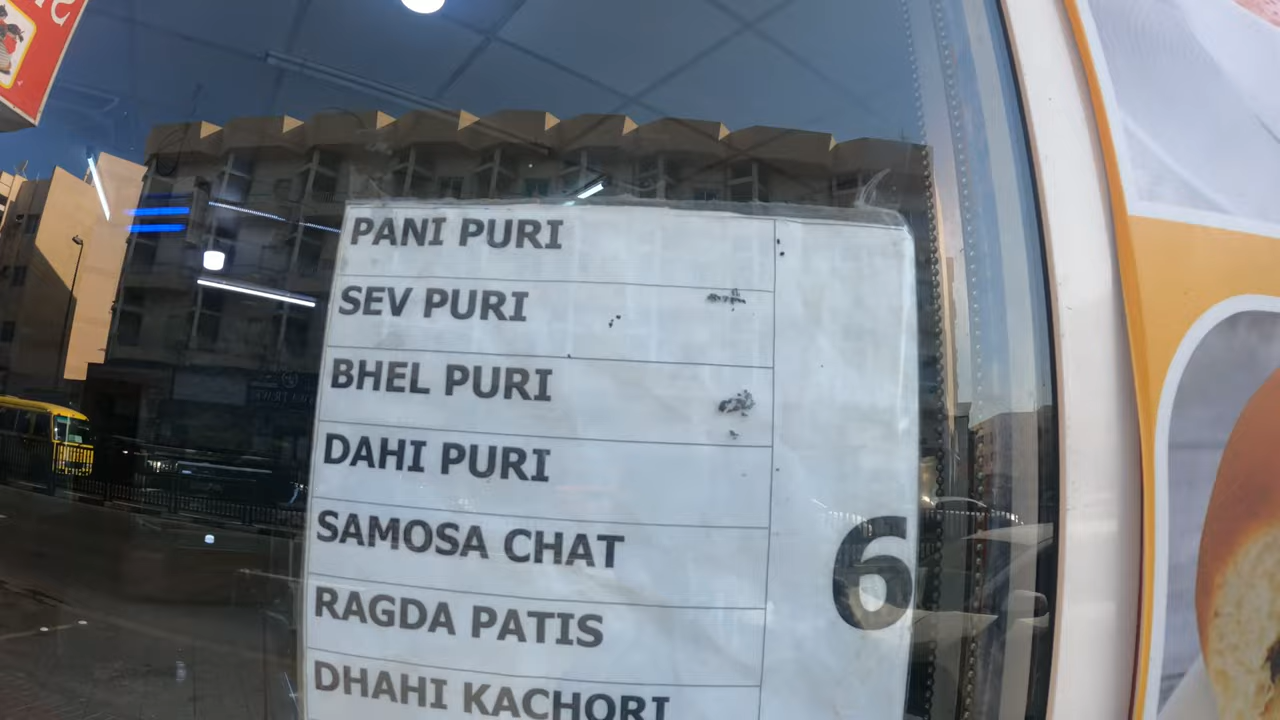 PANI PURI
SEV PURI
BHEL PURI
DAHI PURI
SAMOSA CHAT
6
RAGDA PATIS
DHAHI KACHORI